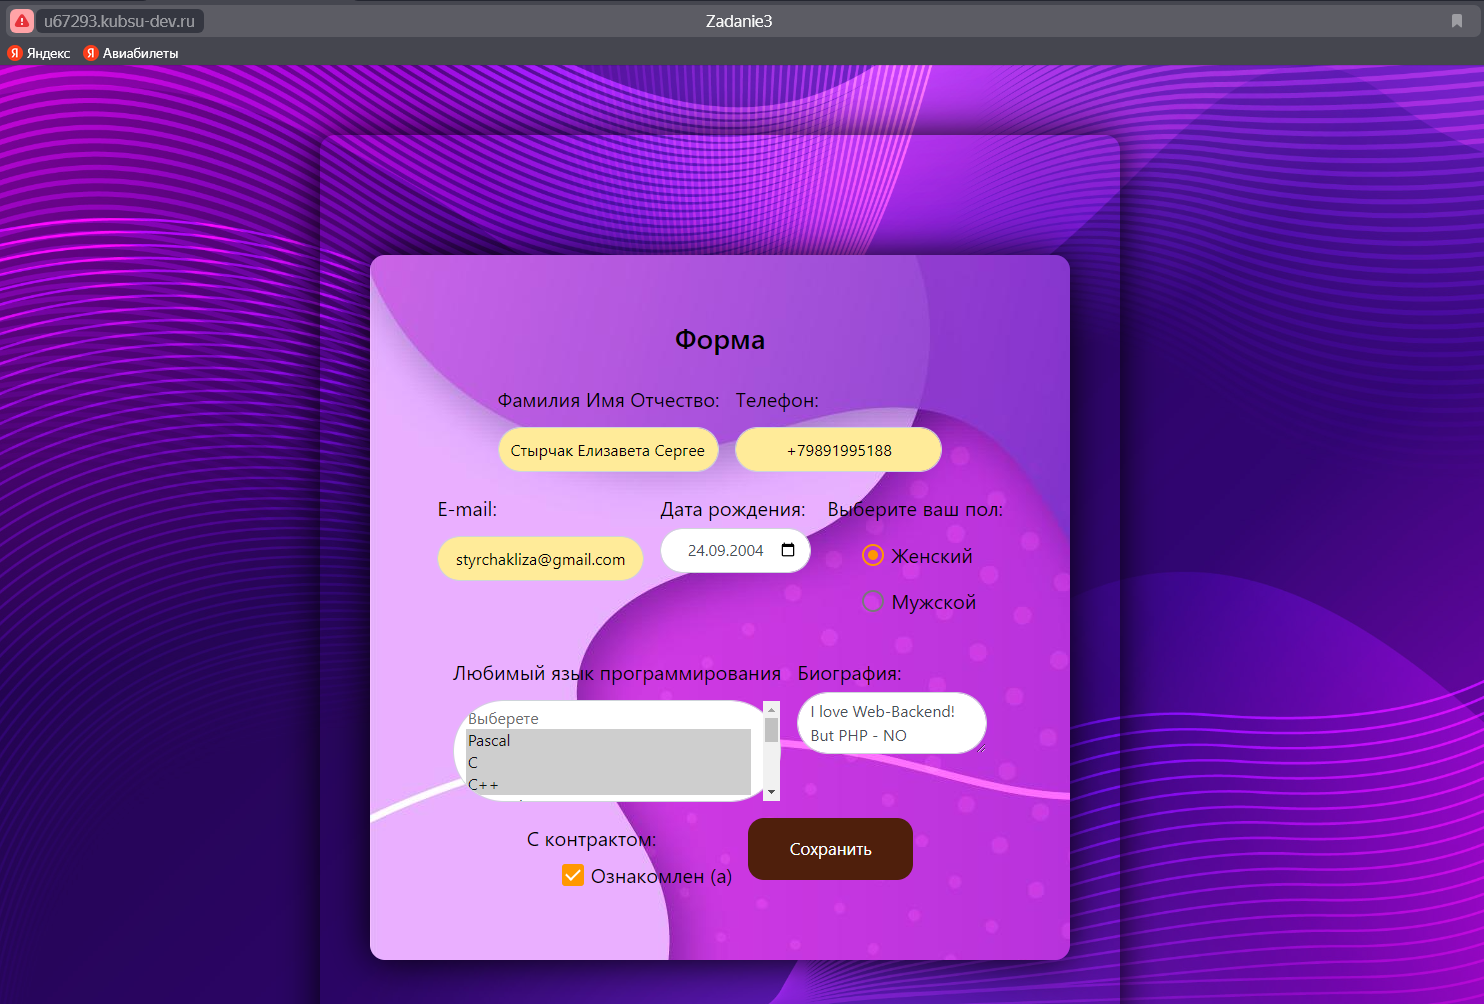 u67293.kubsu-dev.ru
Zadanie3
Яндекс
Авиабилеты
Форма
Фамилия Имя Отчество:
Телефон:
Стырчак Елизавета Сергее
+79891995188
E-mail:
Дата рождения:
Выберите ваш пол:
styrchakliza@gmail.com
24.09.2004
Женский
Мужской
Любимый язык программирования
Биография:
Выберете
Pascal
C
C++
I love Web-Backend!
But PHP - NO
С контрактом:
Ознакомлен (а)
Сохранить